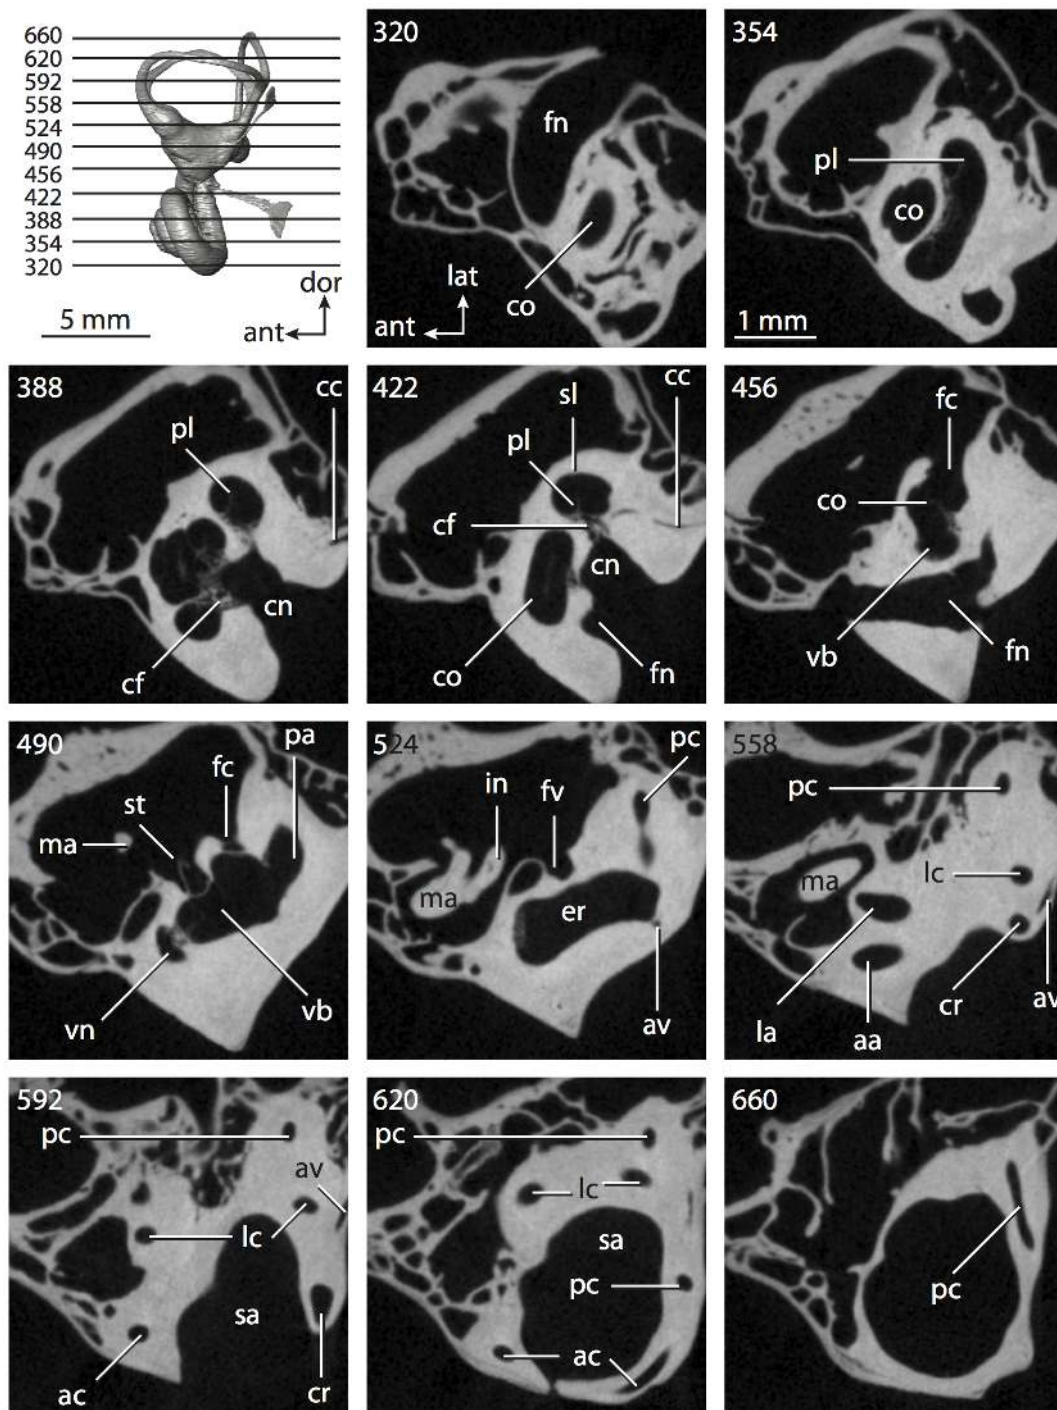 660
620
592
558
524
490
456
422
388
354
320
dor
5 mm
ant
320
fn
co
lat
ant
354
pl
co
1 mm
388
cc
pl
cn
cf
422
cc
sl
pl
cf
cn
co
fn
456
fc
co
vb
fn
490
pa
fc
st
ma
vn
vb
524
pc
in
fv
ma
er
av
558
pc
ma
lc
la
aa
cr
av
592
pc
av
lc
sa
ac
cr
620
pc
lc
sa
pc
ac
660
pc